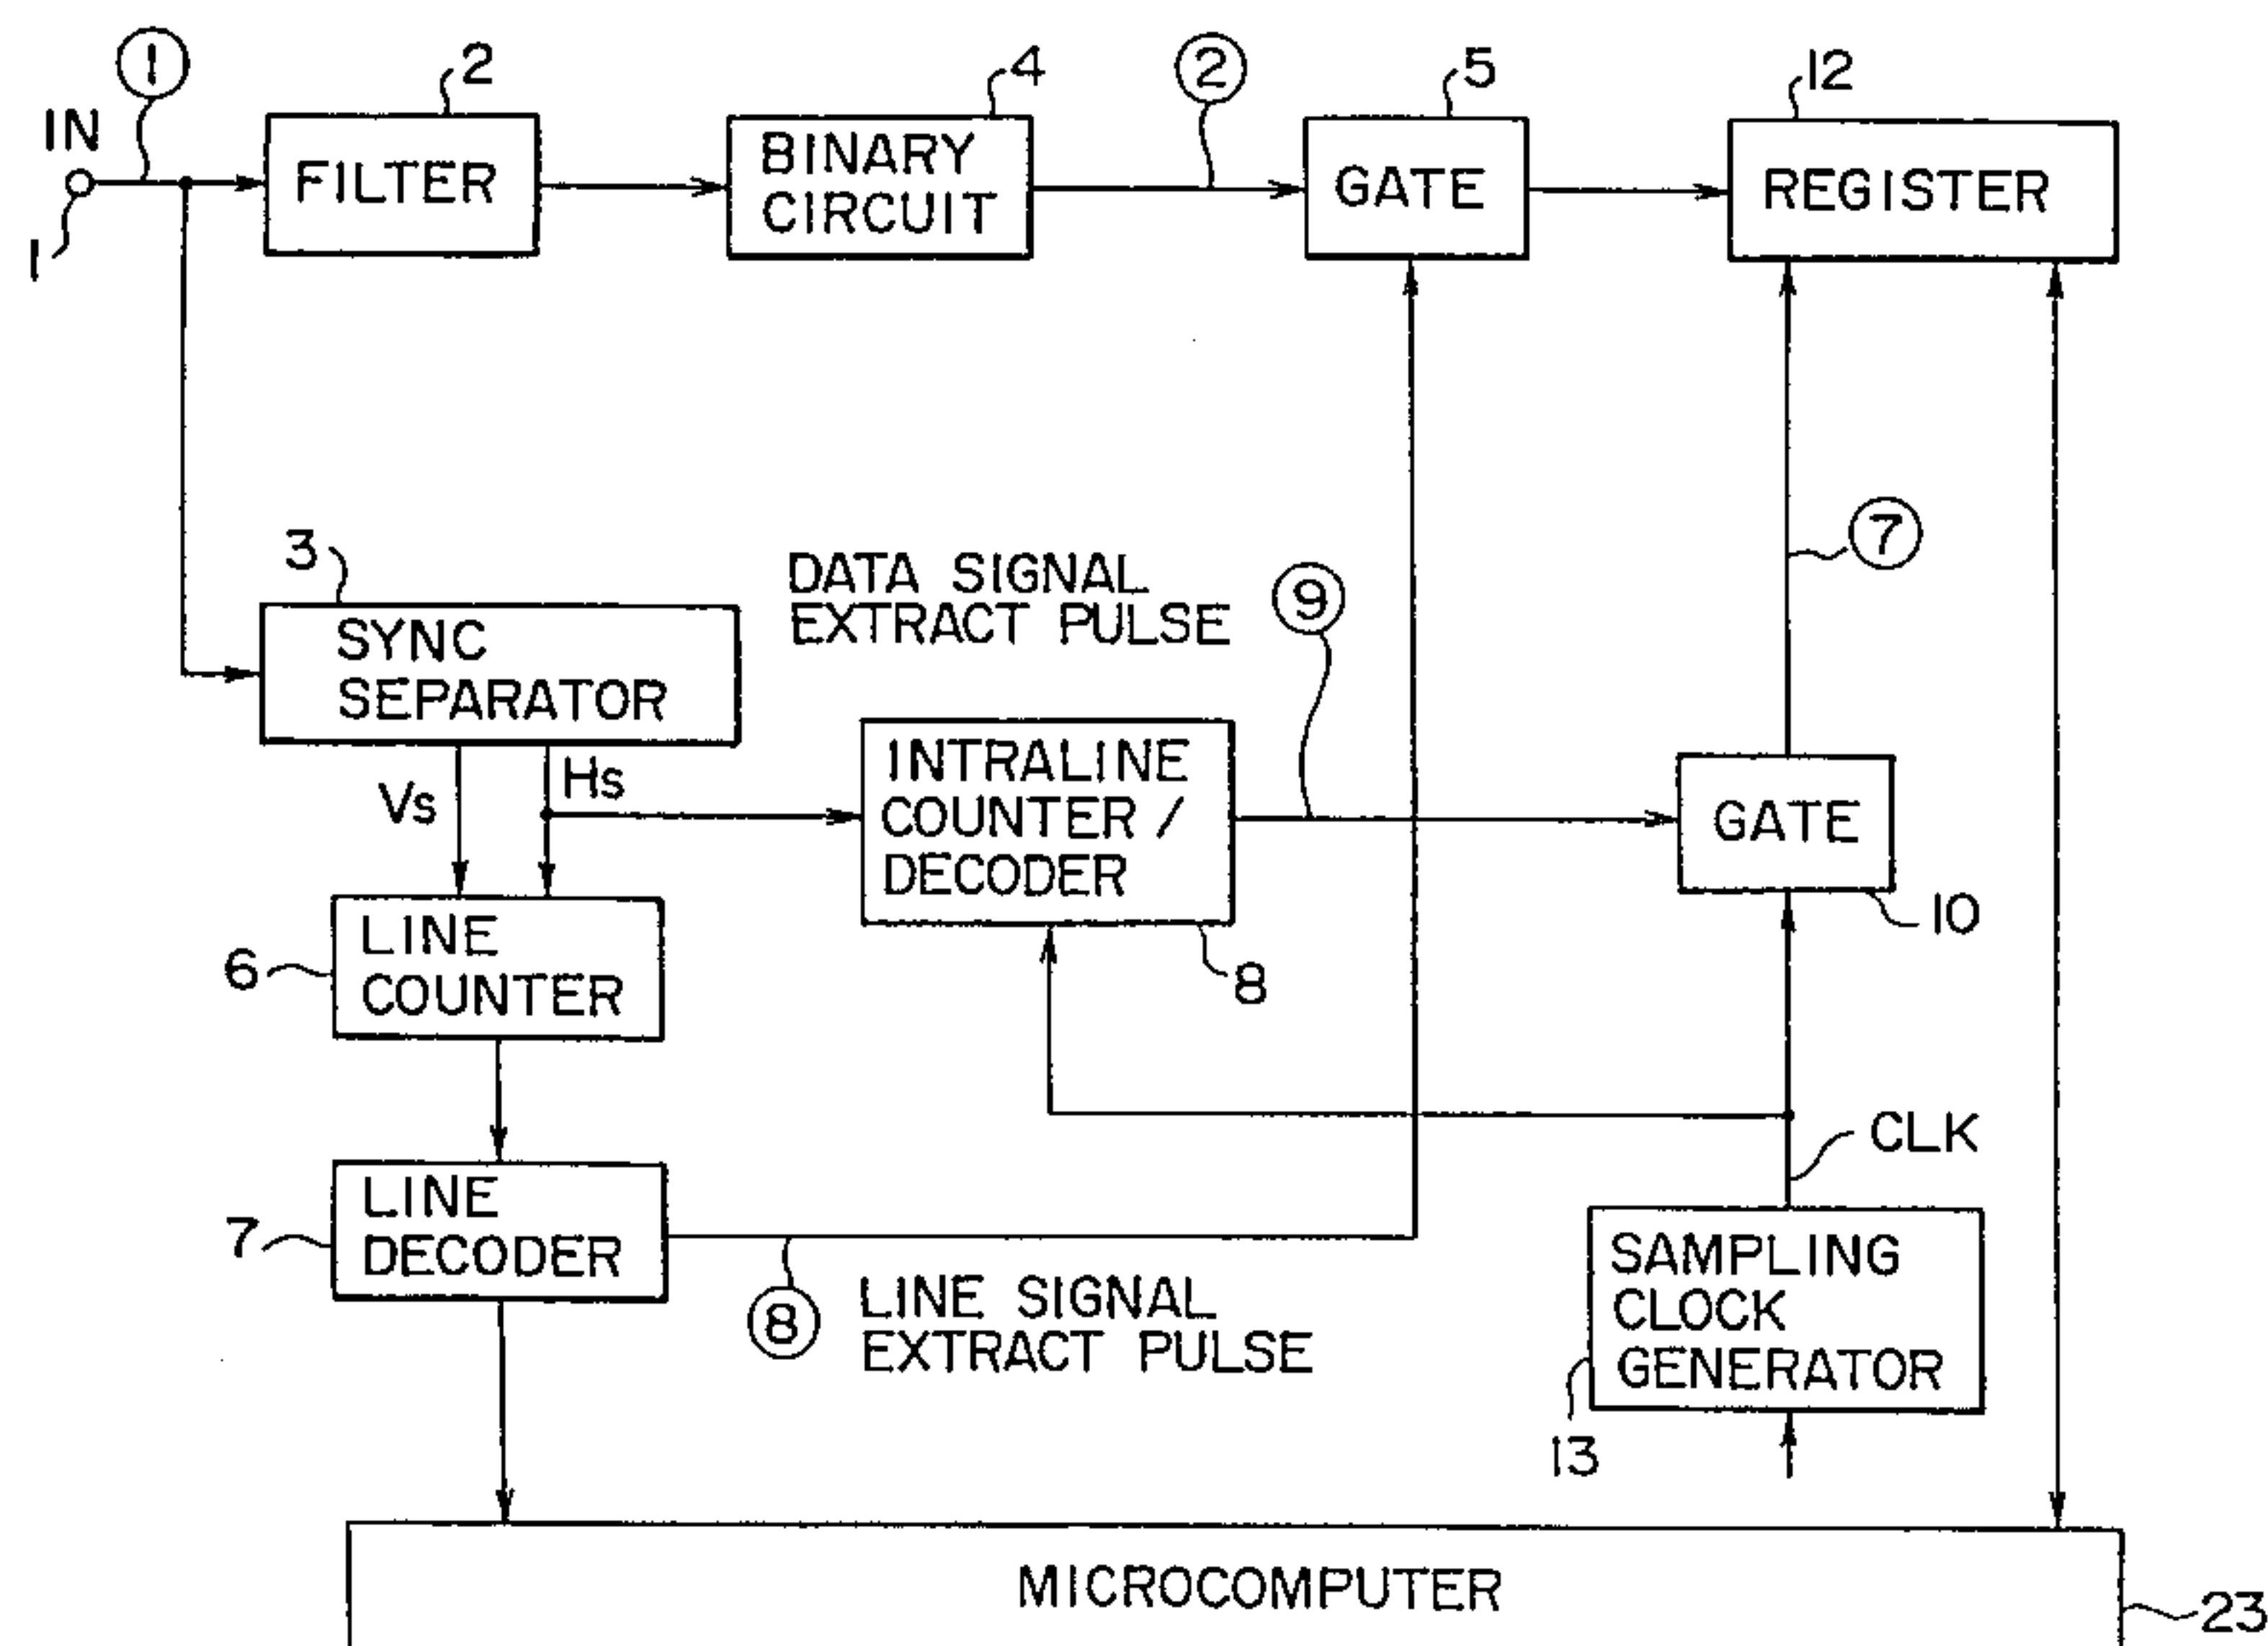 ①
2
4
②
5
12
IN
FILTER
BINARY
CIRCUIT
GATE
REGISTER
1
3
DATA SIGNAL
EXTRACT PULSE
⑨
⑦
SYNC
SEPARATOR
Vs
Hs
INTRALINE
COUNTER /
DECODER
GATE
10
8
6
LINE
COUNTER
CLK
7
LINE
DECODER
⑧
LINE SIGNAL
EXTRACT PULSE
SAMPLING
CLOCK
GENERATOR
13
MICROCOMPUTER
23